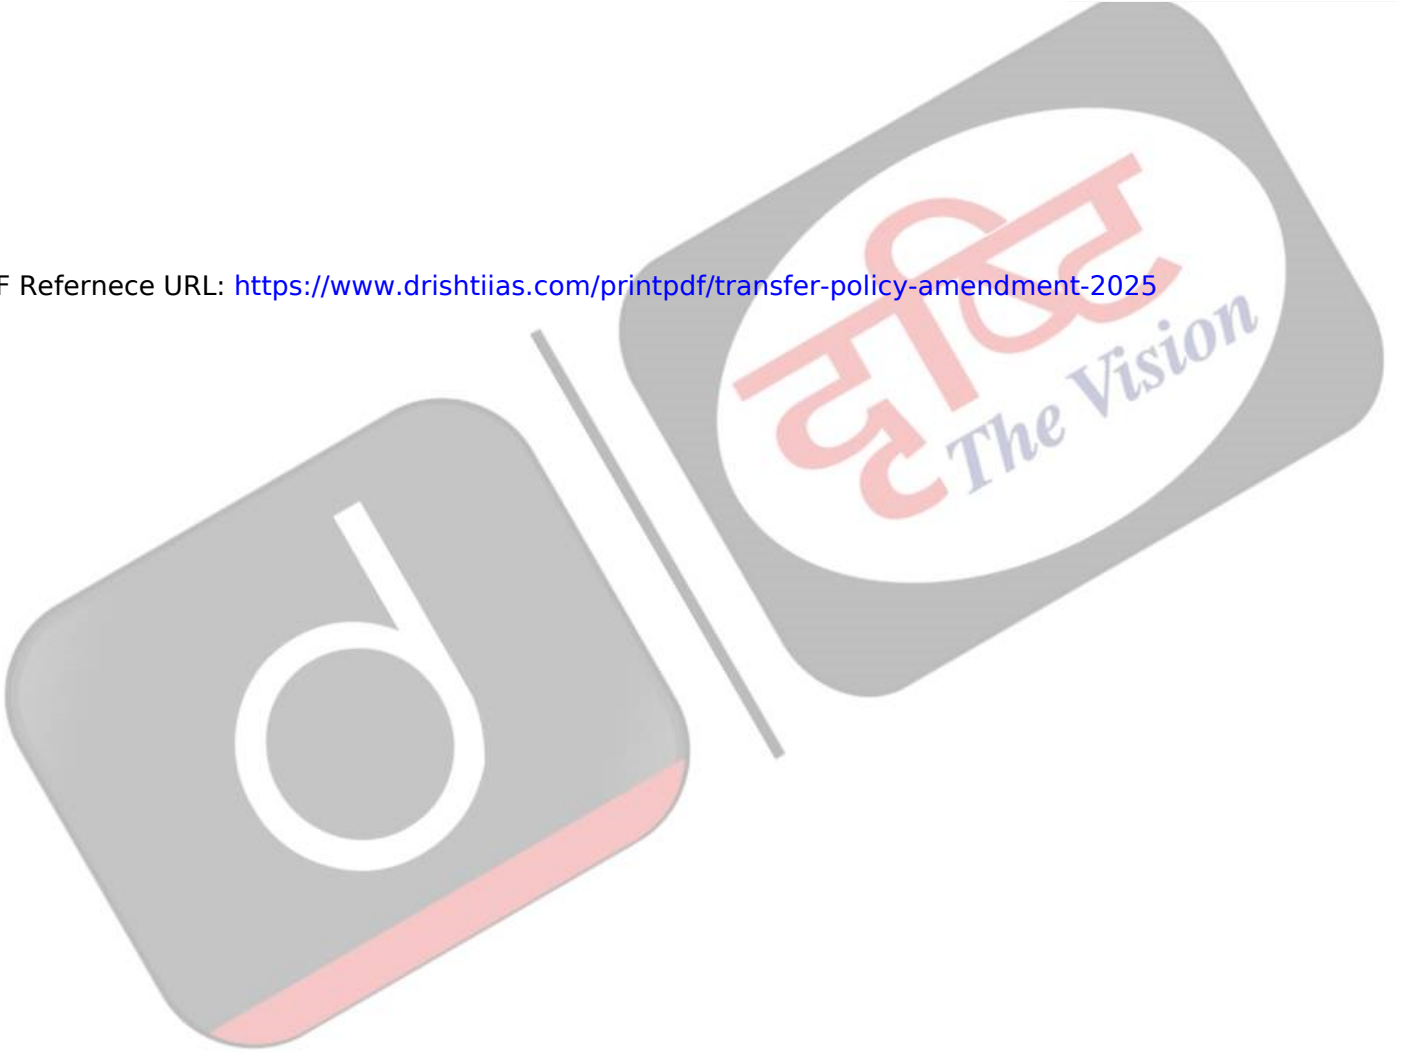 F Refernece URL: https://www.drishtiias.com/printpdf/transfer-policy-amendment-2025
दृष्टि
The Vision
d